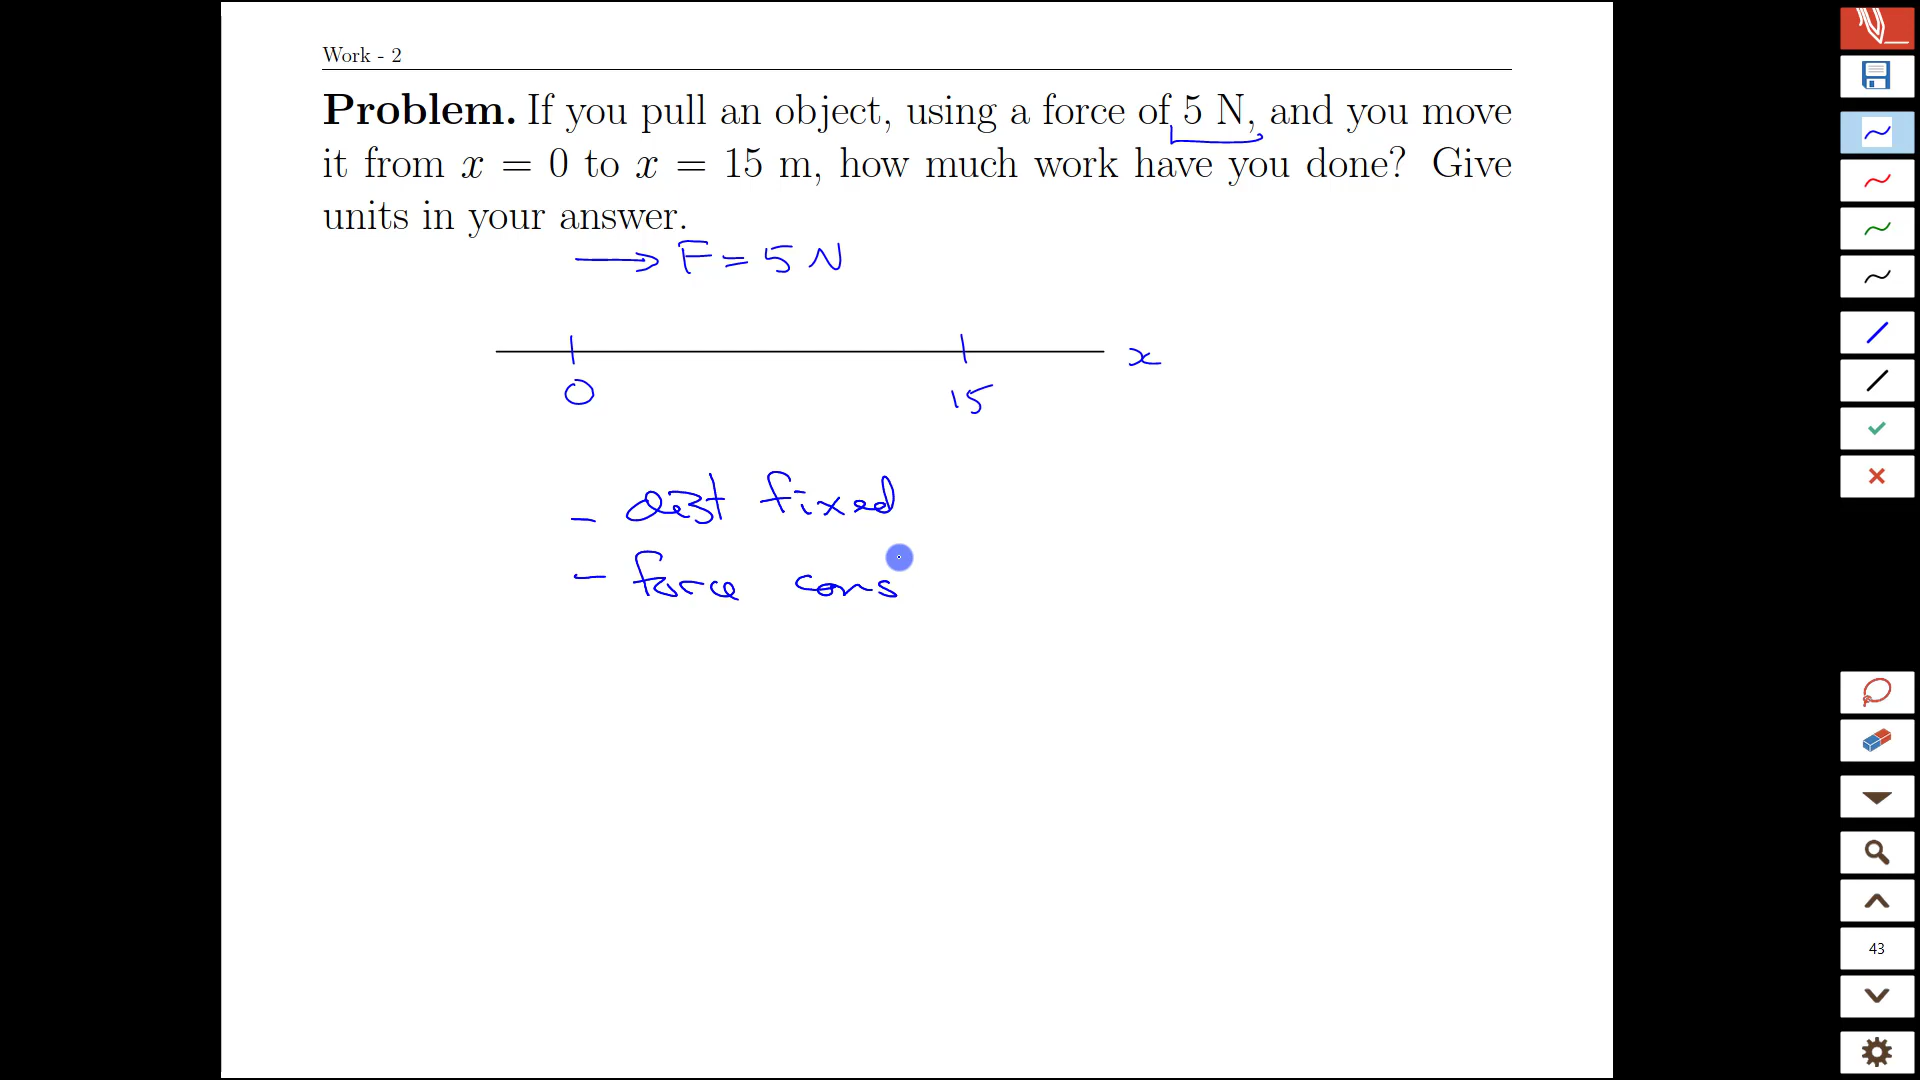 Work - 2
Problem. If you pull an object, using a force of 5 N, and you move
it from x = 0 to x = 15 m, how much work have you done? Give
units in your answer.
→ F = 5 N
x
0 15
- dist fixed
- force cons
43